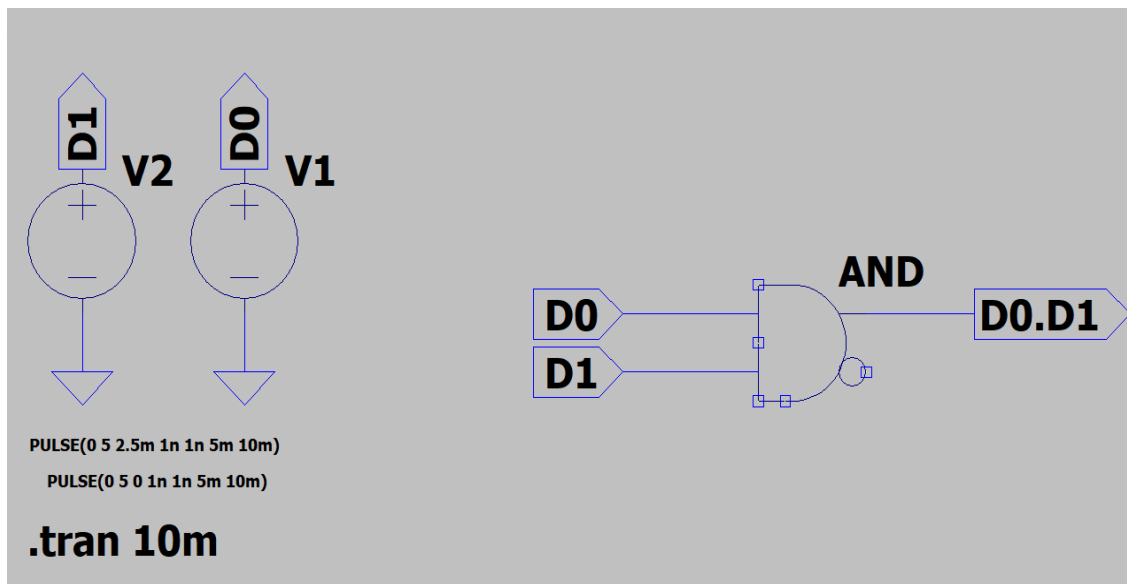 D1
V2
D0
V1
AND
D0
D0.D1
D1
PULSE(0 5 2.5m 1n 1n 5m 10m)
PULSE(0 5 0 1n 1n 5m 10m)
.tran 10m